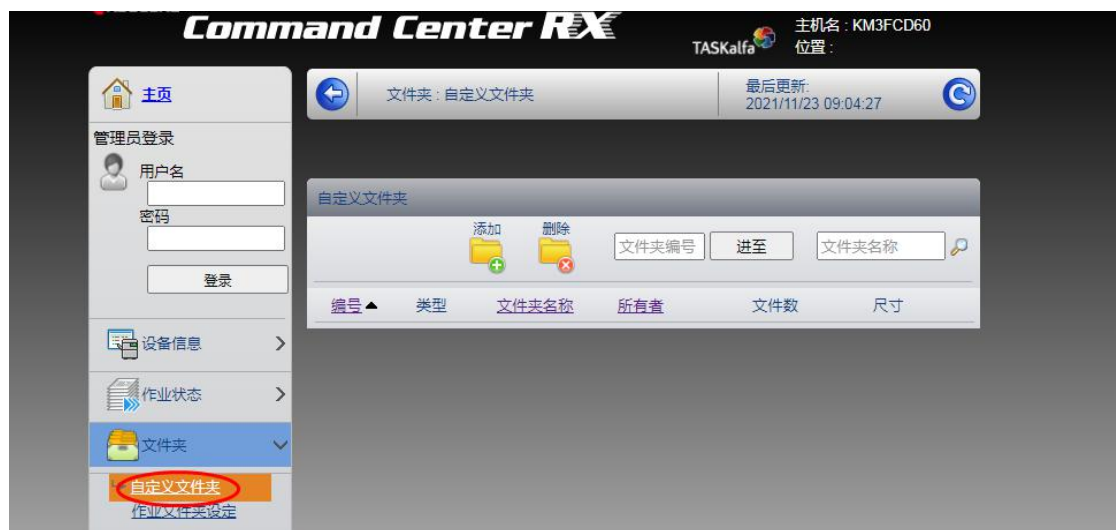 Command Center RX
TASKalfa
主机名 : KM3FCD60
位置 :
主页
文件夹 : 自定义文件夹
最后更新:
2021/11/23 09:04:27
管理员登录
用户名
密码
登录
自定义文件夹
添加
删除
文件夹编号
进至
文件夹名称
编号▲
类型
文件夹名称
所有者
文件数
尺寸
设备信息
作业状态
文件夹
自定义文件夹
作业文件夹设定